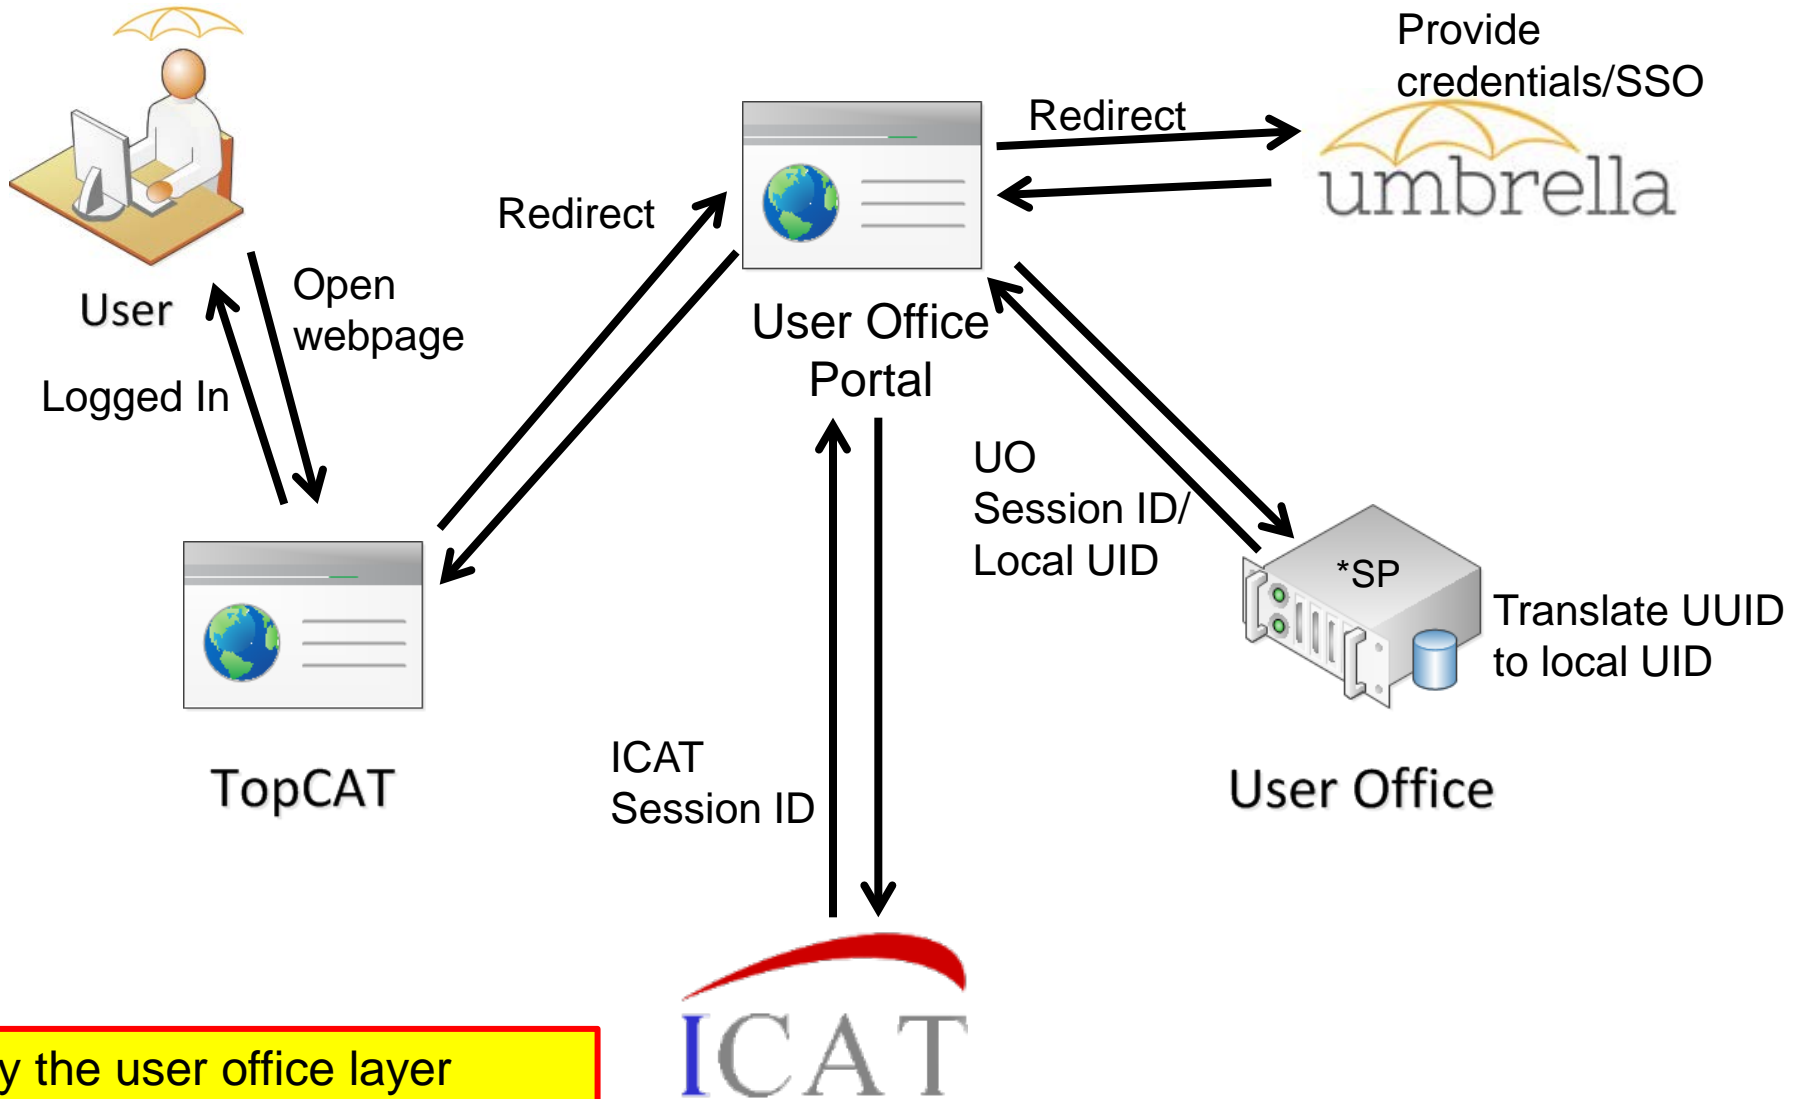 Provide
credentials/SSO
Redirect
umbrella
Redirect
User
Open
webpage
Logged In
User Office
Portal
UO
Session ID/
Local UID
*SP
Translate UUID
to local UID
TopCAT
ICAT
Session ID
User Office
ICAT
y the user office layer